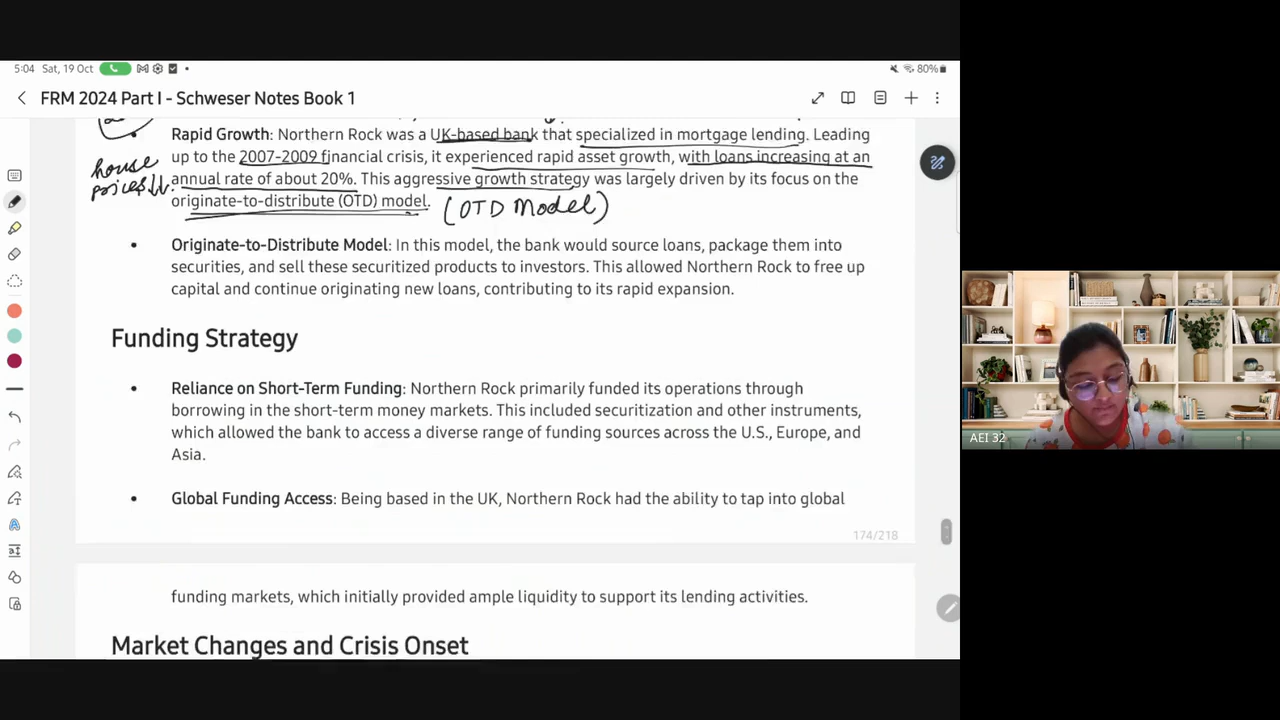 5:04 Sat, 19 Oct 80%
FRM 2024 Part I - Schweser Notes Book 1
Rapid Growth: Northern Rock was a UK-based bank that specialized in mortgage lending. Leading
up to the 2007-2009 financial crisis, it experienced rapid asset growth, with loans increasing at an
house
prices↓↓.
annual rate of about 20%. This aggressive growth strategy was largely driven by its focus on the
originate-to-distribute (OTD) model. (OTD Model)
• Originate-to-Distribute Model: In this model, the bank would source loans, package them into
securities, and sell these securitized products to investors. This allowed Northern Rock to free up
capital and continue originating new loans, contributing to its rapid expansion.
Funding Strategy
• Reliance on Short-Term Funding: Northern Rock primarily funded its operations through
borrowing in the short-term money markets. This included securitization and other instruments,
which allowed the bank to access a diverse range of funding sources across the U.S., Europe, and
Asia.
• Global Funding Access: Being based in the UK, Northern Rock had the ability to tap into global
174/218
funding markets, which initially provided ample liquidity to support its lending activities.
Market Changes and Crisis Onset
AEI 32